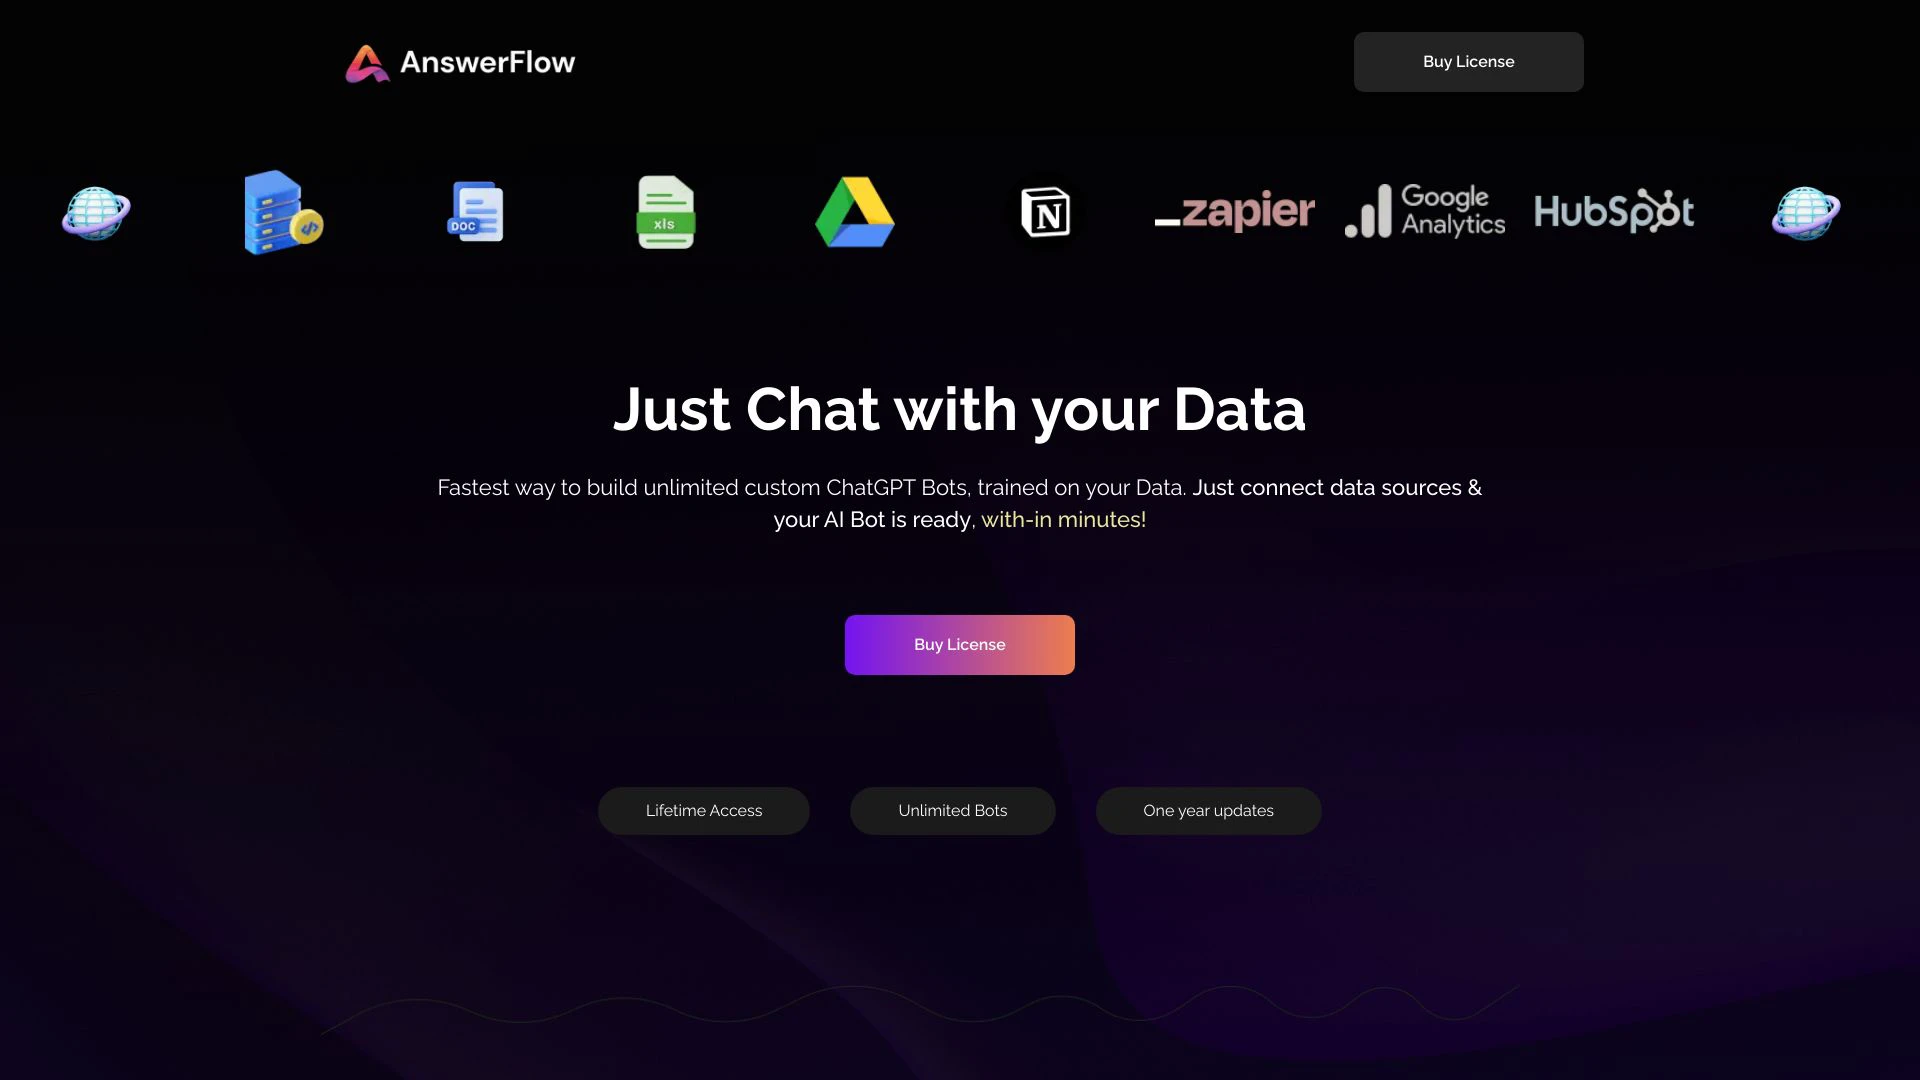 AnswerFlow
Buy License
DOC
xls
N
zapier
Google
Analytics
HubSpot
Just Chat with your Data
Fastest way to build unlimited custom ChatGPT Bots, trained on your Data. Just connect data sources &
your AI Bot is ready, with-in minutes!
Buy License
Lifetime Access
Unlimited Bots
One year updates